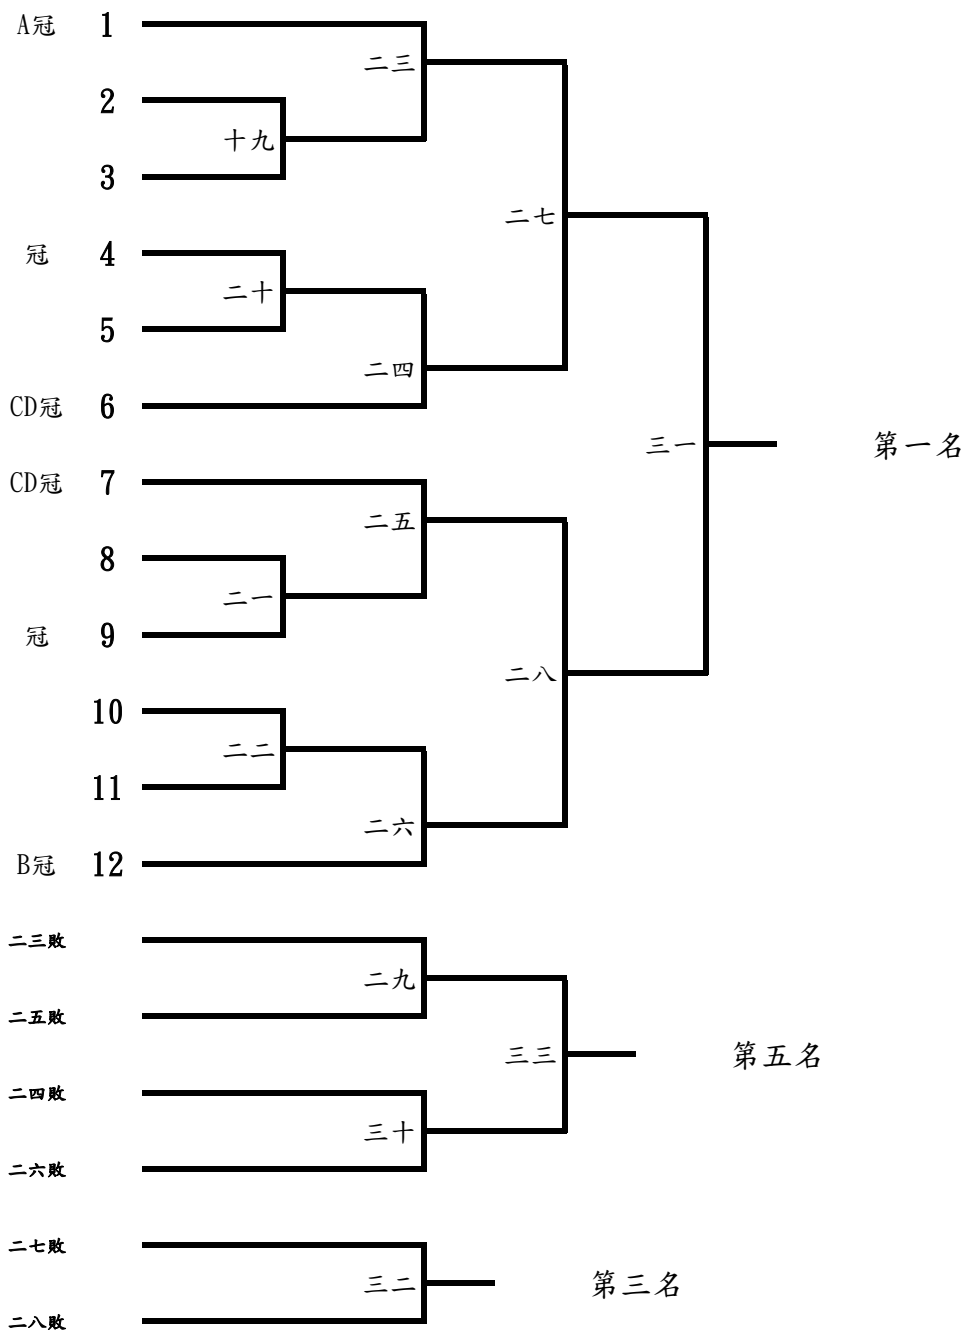 A冠 1
二三
2
十九
3
二七
冠 4
二十
5
二四
CD冠 6
三一 第一名
CD冠 7
二五
8
二一
冠 9
二八
10
二二
11
二六
B冠 12
二三敗
二九
二五敗
三三 第五名
二四敗
三十
二六敗
二七敗
三二 第三名
二八敗